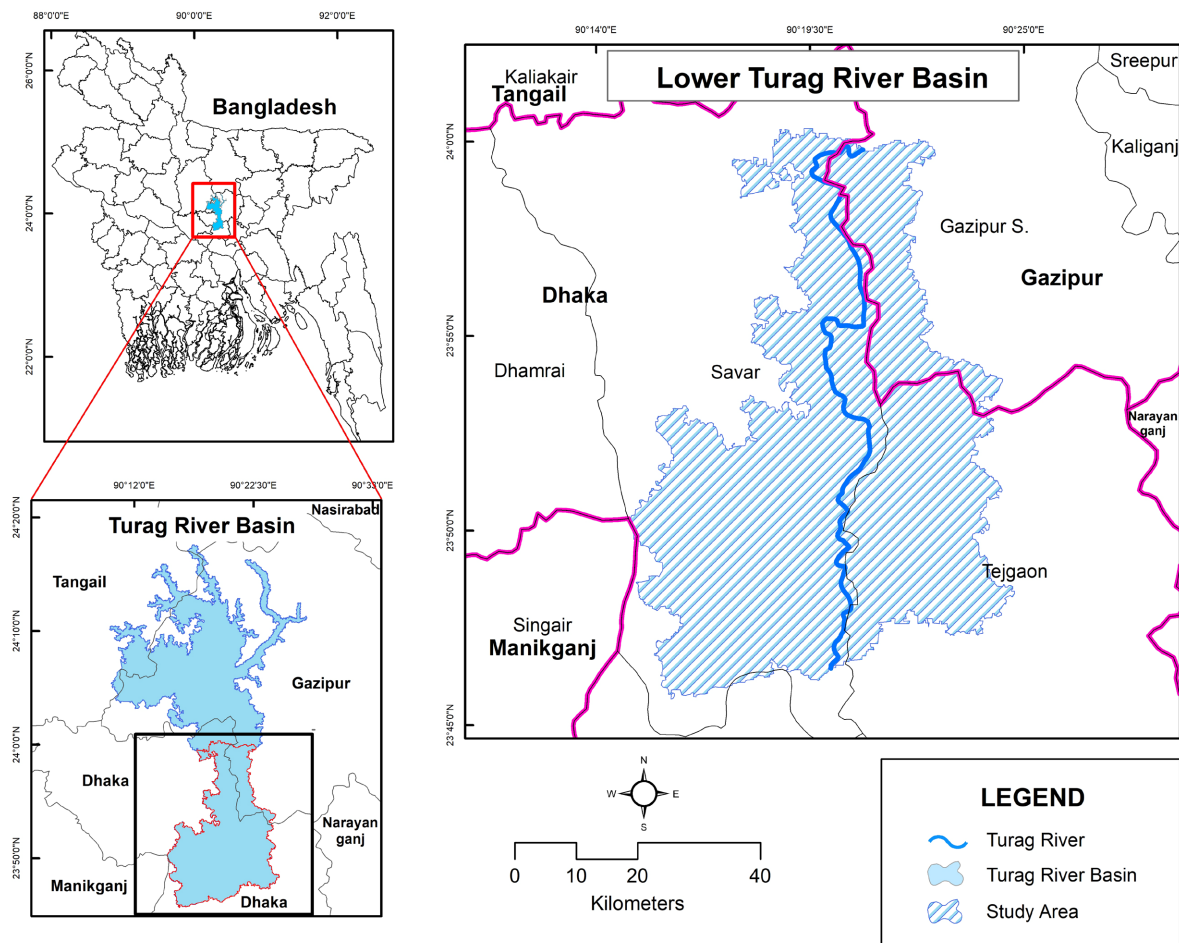 88°0'0"E
90°0'0"E
92°0'0"E
26°0'0"N
24°0'0"N
22°0'0"N
Bangladesh
90°12'0"E
90°22'30"E
90°33'0"E
24°20'0"N
24°10'0"N
24°0'0"N
23°50'0"N
Turag River Basin
Nasirabad
Tangail
Gazipur
Dhaka
Narayan
ganj
Manikganj
Dhaka
90°14'0"E
90°19'30"E
90°25'0"E
24°0'0"N
23°55'0"N
23°50'0"N
23°45'0"N
Lower Turag River Basin
Kaliakair
Tangail
Sreepur
Kaliganj
Gazipur S.
Gazipur
Dhaka
Dhamrai
Savar
Narayan
ganj
Tejgaon
Singair
Manikganj
N
W
E
S
0
10
20
40
Kilometers
LEGEND
Turag River
Turag River Basin
Study Area